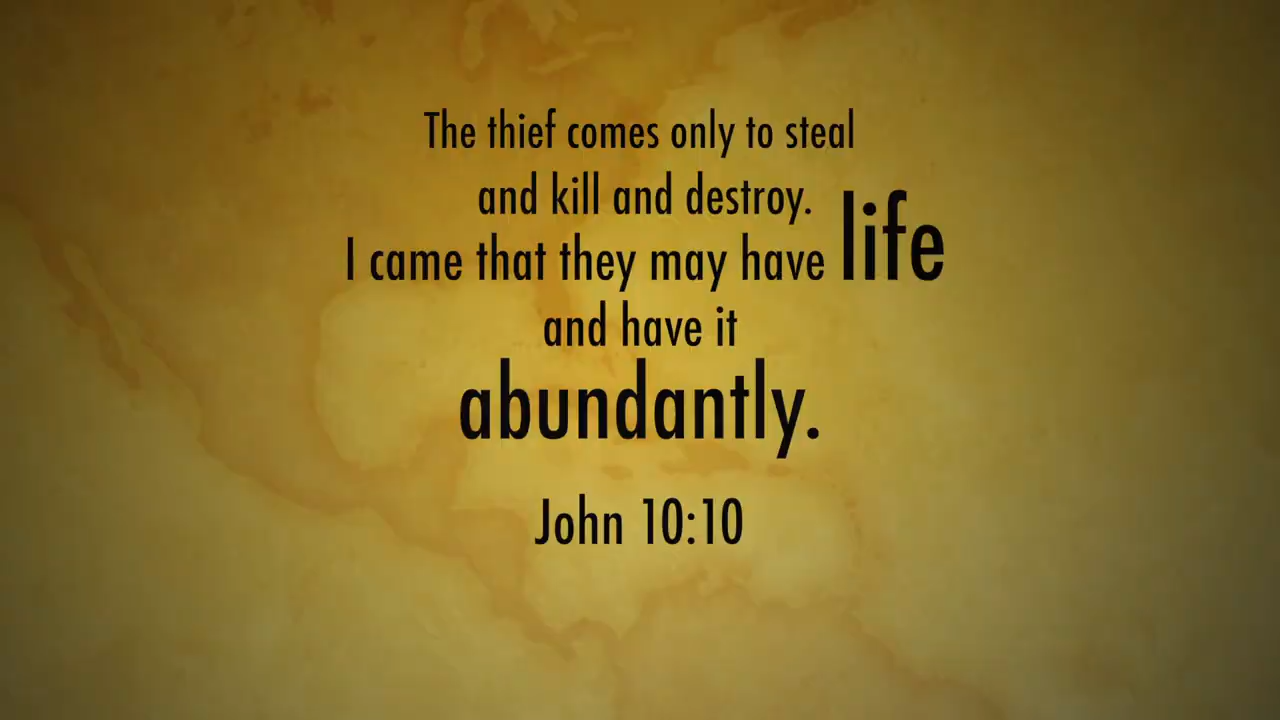 The thief comes only to steal
and kill and destroy.
I came that they may have life
and have it
abundantly.
John 10:10